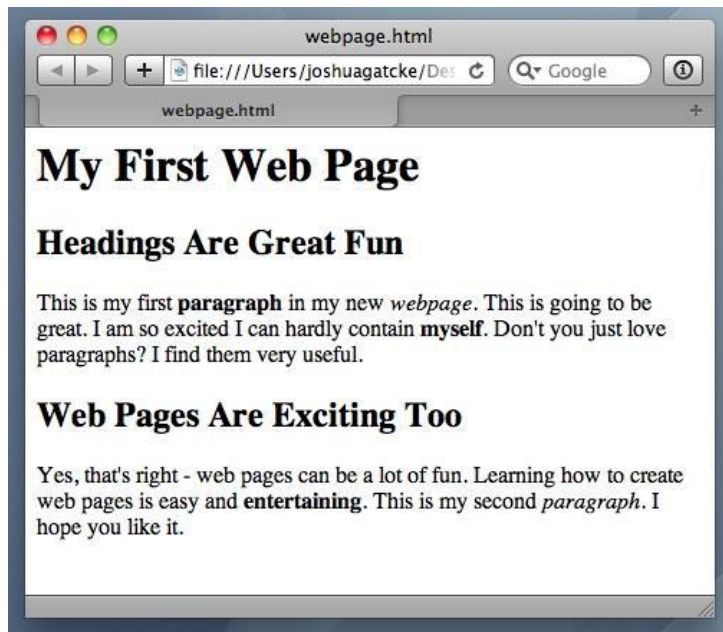 webpage.html
file:///Users/joshuagatcke/Des
Google
webpage.html
My First Web Page
Headings Are Great Fun
This is my first paragraph in my new webpage. This is going to be
great. I am so excited I can hardly contain myself. Don't you just love
paragraphs? I find them very useful.
Web Pages Are Exciting Too
Yes, that's right - web pages can be a lot of fun. Learning how to create
web pages is easy and entertaining. This is my second paragraph. I
hope you like it.